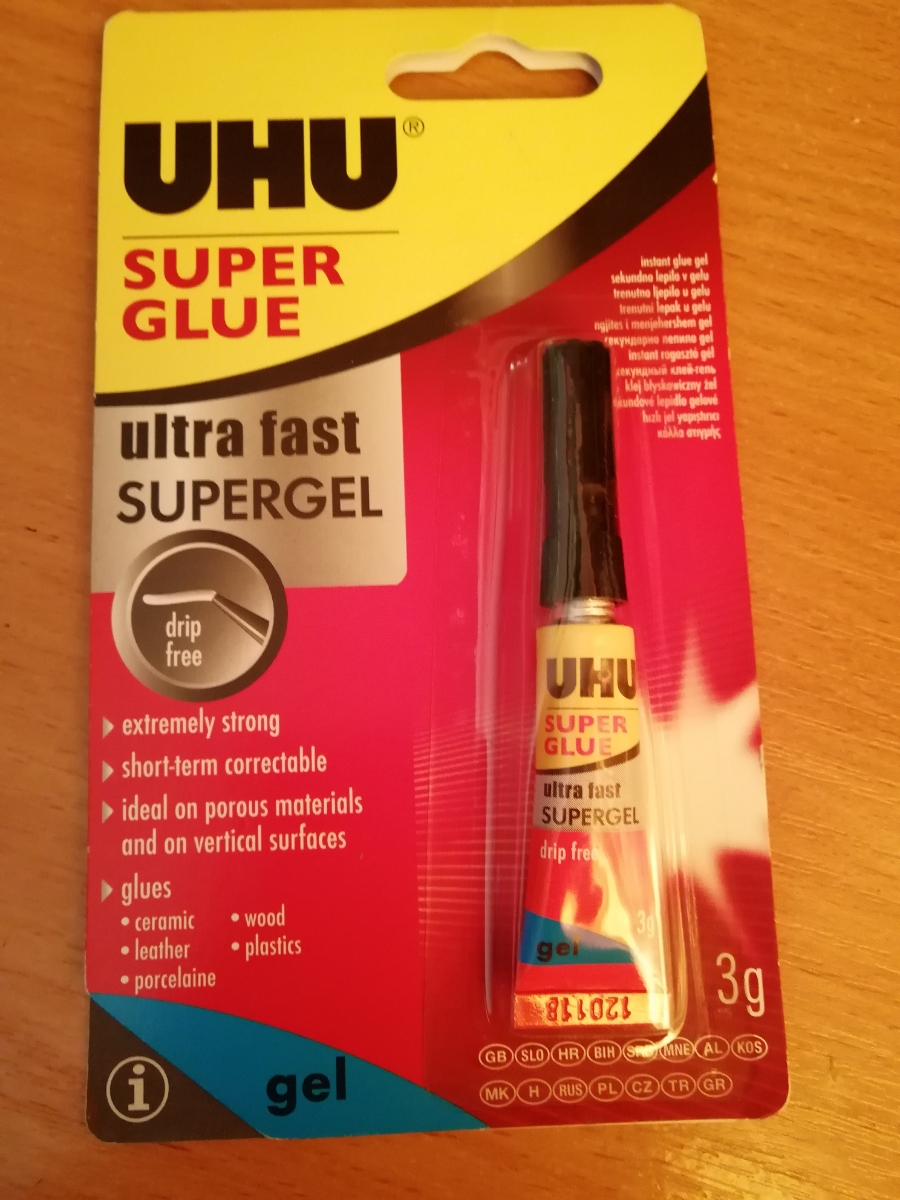 UHU®
SUPER
GLUE
instant glue gel
sekundno lepilo v gelu
trenutno ljepilo u gelu
trenutni lepak u gelu
ngjites i menjehershem gel
секундарно лепило гел
instant ragasztó gél
секундный клей-гель
klej błyskawiczny żel
sekundové lepidlo gelové
hızlı jel yapıştırıcı
κόλλα στιγμής
ultra fast
SUPERGEL
drip
free
extremely strong
short-term correctable
ideal on porous materials
and on vertical surfaces
glues
• ceramic • wood
• leather • plastics
• porcelaine
gel
UHU
SUPER
GLUE
ultra fast
SUPERGEL
drip free
3g
gel
120118
3g
GB SLO HR BIH SRB MNE AL KOS
MK H RUS PL CZ TR GR